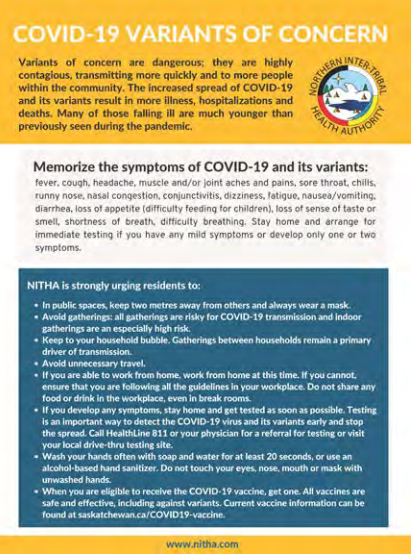 COVID-19 VARIANTS OF CONCERN
Variants of concern are dangerous; they are highly
contagious, transmitting more quickly and to more people
within the community. The increased spread of COVID-19
and its variants result in more illness, hospitalizations and
deaths. Many of those falling ill are much younger than
previously seen during the pandemic.
NORTHERN INTER-TRIBAL
HEALTH AUTHORITY
Memorize the symptoms of COVID-19 and its variants:
fever, cough, headache, muscle and/or joint aches and pains, sore throat, chills,
runny nose, nasal congestion, conjunctivitis, dizziness, fatigue, nausea/vomiting,
diarrhea, loss of appetite (difficulty feeding for children), loss of sense of taste or
smell, shortness of breath, difficulty breathing. Stay home and arrange for
immediate testing if you have any mild symptoms or develop only one or two
symptoms.
NITHA is strongly urging residents to:
• In public spaces, keep two metres away from others and always wear a mask.
• Avoid gatherings: all gatherings are risky for COVID-19 transmission and indoor
gatherings are an especially high risk.
• Keep to your household bubble. Gatherings between households remain a primary
driver of transmission.
• Avoid unnecessary travel.
• If you are able to work from home, work from home at this time. If you cannot,
ensure that you are following all the guidelines in your workplace. Do not share any
food or drink in the workplace, even in break rooms.
• If you develop any symptoms, stay home and get tested as soon as possible. Testing
is an important way to detect the COVID-19 virus and its variants early and stop
the spread. Call HealthLine 811 or your physician for a referral for testing or visit
your local drive-thru testing site.
• Wash your hands often with soap and water for at least 20 seconds, or use an
alcohol-based hand sanitizer. Do not touch your eyes, nose, mouth or mask with
unwashed hands.
• When you are eligible to receive the COVID-19 vaccine, get one. All vaccines are
safe and effective, including against variants. Current vaccine information can be
found at saskatchewan.ca/COVID19-vaccine.
www.nitha.com